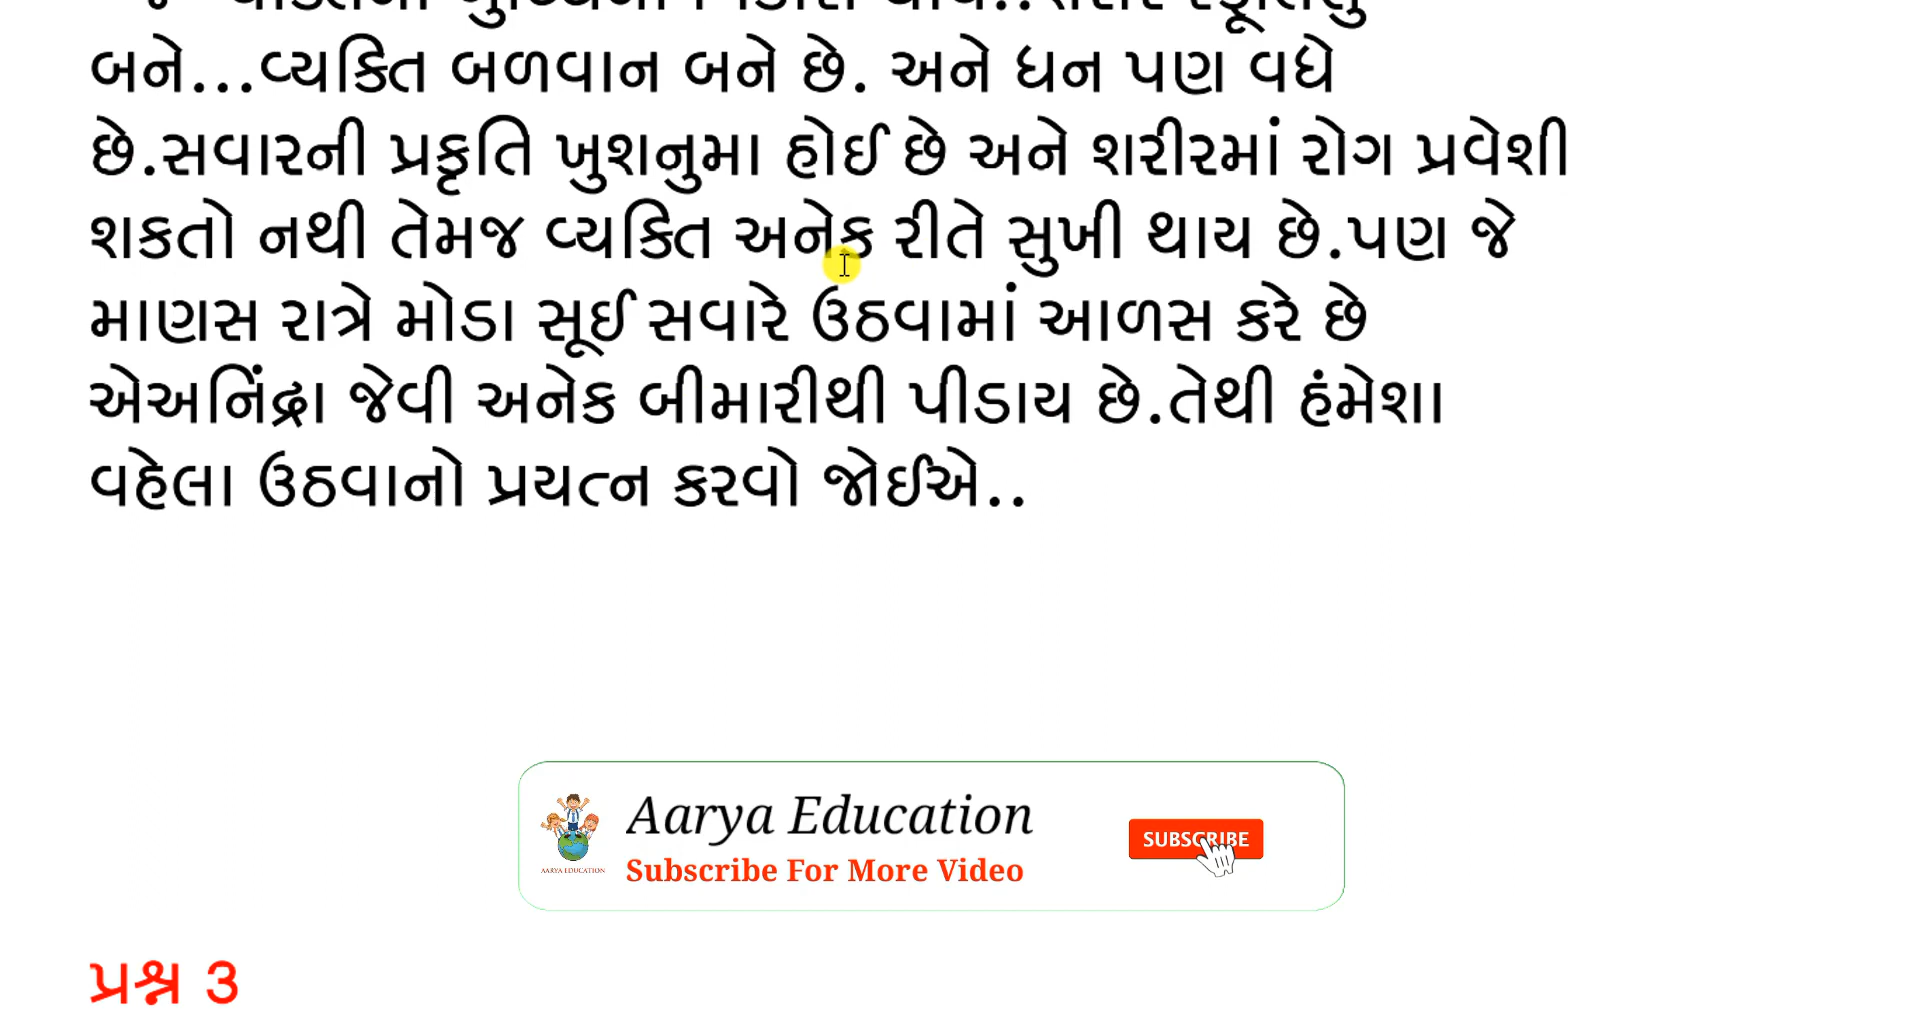 બને...વ્યક્તિ બળવાન બને છે. અને ધન પણ વધે
છે.સવારની પ્રકૃતિ ખુશનુમા હોઈ છે અને શરીરમાં રોગ પ્રવેશી
શકતો નથી તેમજ વ્યક્તિ અનેક રીતે સુખી થાય છે.પણ જે
માણસ રાત્રે મોડા સૂઈ સવારે ઉઠવામાં આળસ કરે છે
એઅનિંદ્રા જેવી અનેક બીમારીથી પીડાય છે.તેથી હંમેશા
વહેલા ઉઠવાનો પ્રયત્ન કરવો જોઈએ..
Aarya Education
Subscribe For More Video
SUBSCRIBE
AARYA EDUCATION
પ્રશ્ન 3